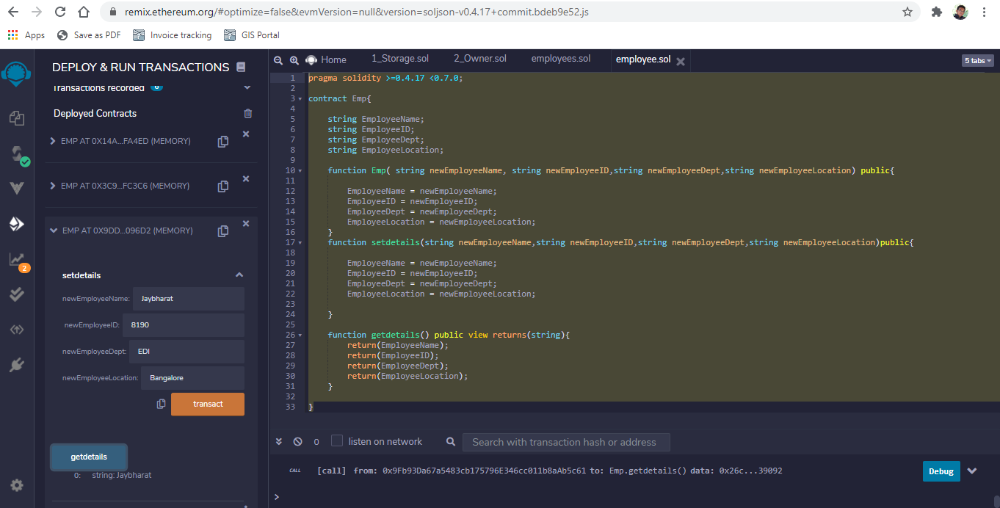 remix.ethereum.org/#optimize=false&evmVersion=null&version=soljson-v0.4.17+commit.bdeb9e52.js
Apps Save as PDF Invoice tracking GIS Portal
DEPLOY & RUN TRANSACTIONS
Transactions recorded
Deployed Contracts
EMP AT 0X14A...FA4ED (MEMORY)
EMP AT 0X3C9...FC3C6 (MEMORY)
EMP AT 0X9DD...096D2 (MEMORY)
setdetails
newEmployeeName: Jaybharat
newEmployeeID: 8190
newEmployeeDept: EDI
newEmployeeLocation: Bangalore
transact
getdetails
0: string: Jaybharat
2
Home 1_Storage.sol 2_Owner.sol employees.sol employee.sol 5 tabs
1 pragma solidity >=0.4.17 <0.7.0;
2
3 contract Emp{
4
5 string EmployeeName;
6 string EmployeeID;
7 string EmployeeDept;
8 string EmployeeLocation;
9
10 function Emp( string newEmployeeName, string newEmployeeID,string newEmployeeDept,string newEmployeeLocation) public{
11
12 EmployeeName = newEmployeeName;
13 EmployeeID = newEmployeeID;
14 EmployeeDept = newEmployeeDept;
15 EmployeeLocation = newEmployeeLocation;
16 }
17 function setdetails(string newEmployeeName,string newEmployeeID,string newEmployeeDept,string newEmployeeLocation)public{
18
19 EmployeeName = newEmployeeName;
20 EmployeeID = newEmployeeID;
21 EmployeeDept = newEmployeeDept;
22 EmployeeLocation = newEmployeeLocation;
23
24 }
25
26 function getdetails() public view returns(string){
27 return(EmployeeName);
28 return(EmployeeID);
29 return(EmployeeDept);
30 return(EmployeeLocation);
31 }
32
33 }
0 listen on network Search with transaction hash or address
CALL [call] from: 0x9Fb93Da67a5483cb175796E346cc011b8aAb5c61 to: Emp.getdetails() data: 0x26c...39092 Debug
>